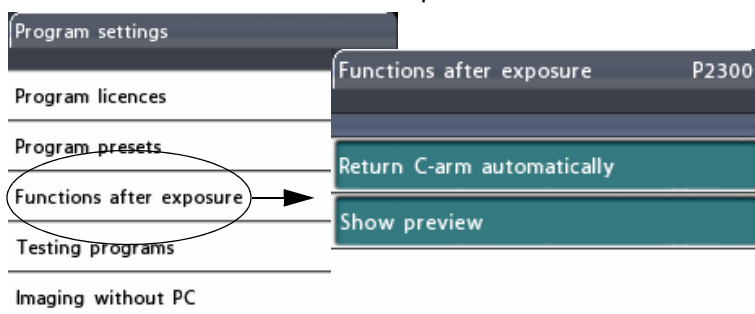 Program settings
Program licences
Program presets
Functions after exposure
Testing programs
Imaging without PC
Functions after exposure P2300
Return C-arm automatically
Show preview